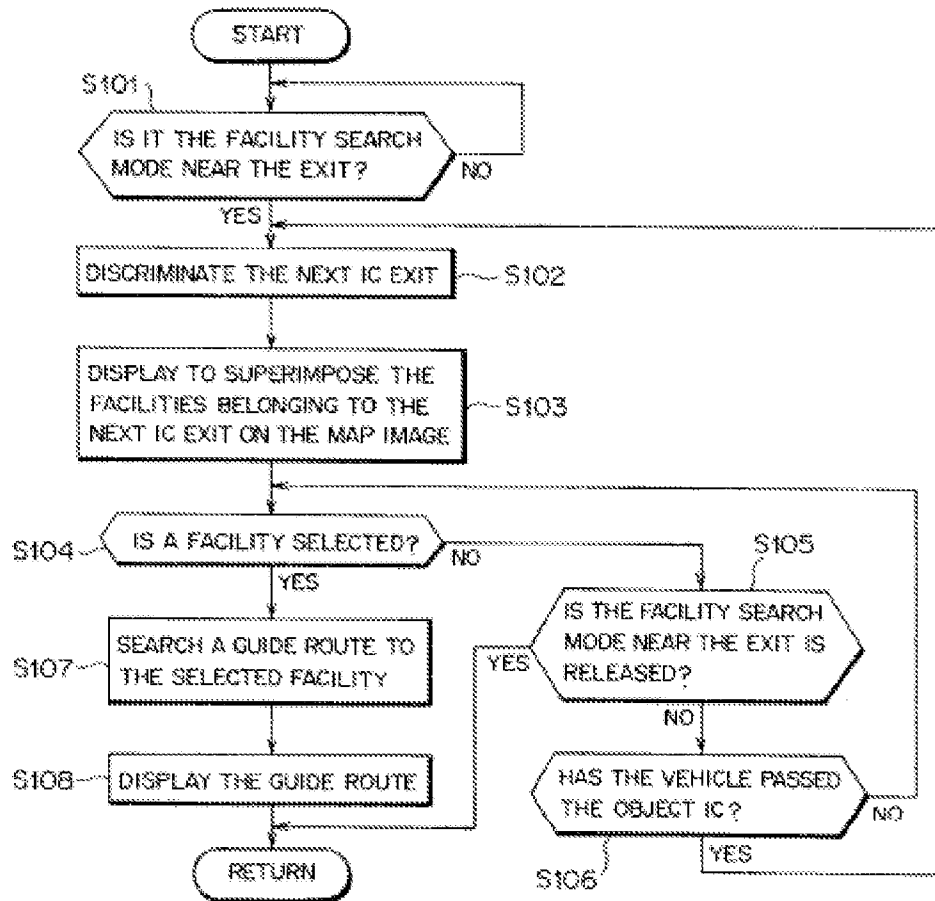 START
S101
IS IT THE FACILITY SEARCH
MODE NEAR THE EXIT?
NO
YES
DISCRIMINATE THE NEXT IC EXIT
S102
DISPLAY TO SUPERIMPOSE THE
FACILITIES BELONGING TO THE
NEXT IC EXIT ON THE MAP IMAGE
S103
S104
IS A FACILITY SELECTED?
NO
YES
S105
IS THE FACILITY SEARCH
MODE NEAR THE EXIT IS
RELEASED?
YES
NO
S107
SEARCH A GUIDE ROUTE TO
THE SELECTED FACILITY
S108
DISPLAY THE GUIDE ROUTE
HAS THE VEHICLE PASSED
THE OBJECT IC?
NO
YES
S106
RETURN